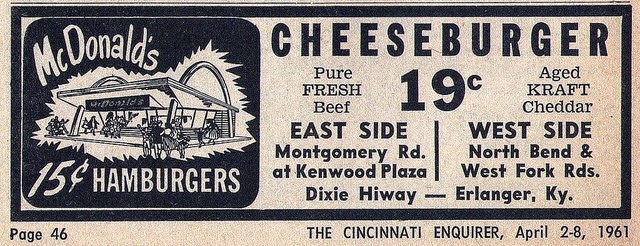 McDonald's
McDonald's
15¢ HAMBURGERS
CHEESEBURGER
Pure
FRESH
Beef
19c
Aged
KRAFT
Cheddar
EAST SIDE
Montgomery Rd.
at Kenwood Plaza
WEST SIDE
North Bend &
West Fork Rds.
Dixie Hiway — Erlanger, Ky.
Page 46
THE CINCINNATI ENQUIRER, April 2-8, 1961